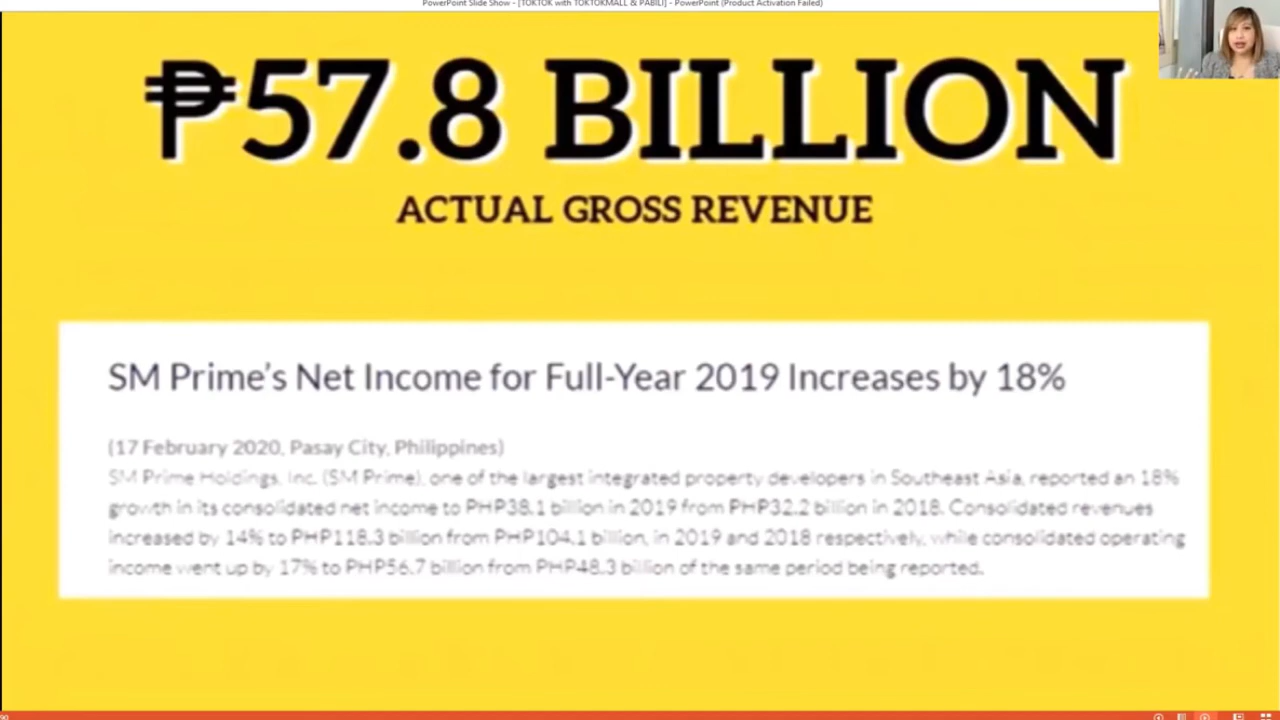 PowerPoint Slide Show - [TOKTOK with TOKTOKMALL & PABILI] - PowerPoint (Product Activation Failed)
₱57.8 BILLION
ACTUAL GROSS REVENUE
SM Prime's Net Income for Full-Year 2019 Increases by 18%
(17 February 2020, Pasay City, Philippines)
SM Prime Holdings, Inc. (SM Prime), one of the largest integrated property developers in Southeast Asia, reported an 18%
growth in its consolidated net income to PHP38.1 billion in 2019 from PHP32.2 billion in 2018. Consolidated revenues
increased by 14% to PHP118.3 billion from PHP104.1 billion, in 2019 and 2018 respectively, while consolidated operating
income went up by 17% to PHP56.7 billion from PHP48.3 billion of the same period being reported.